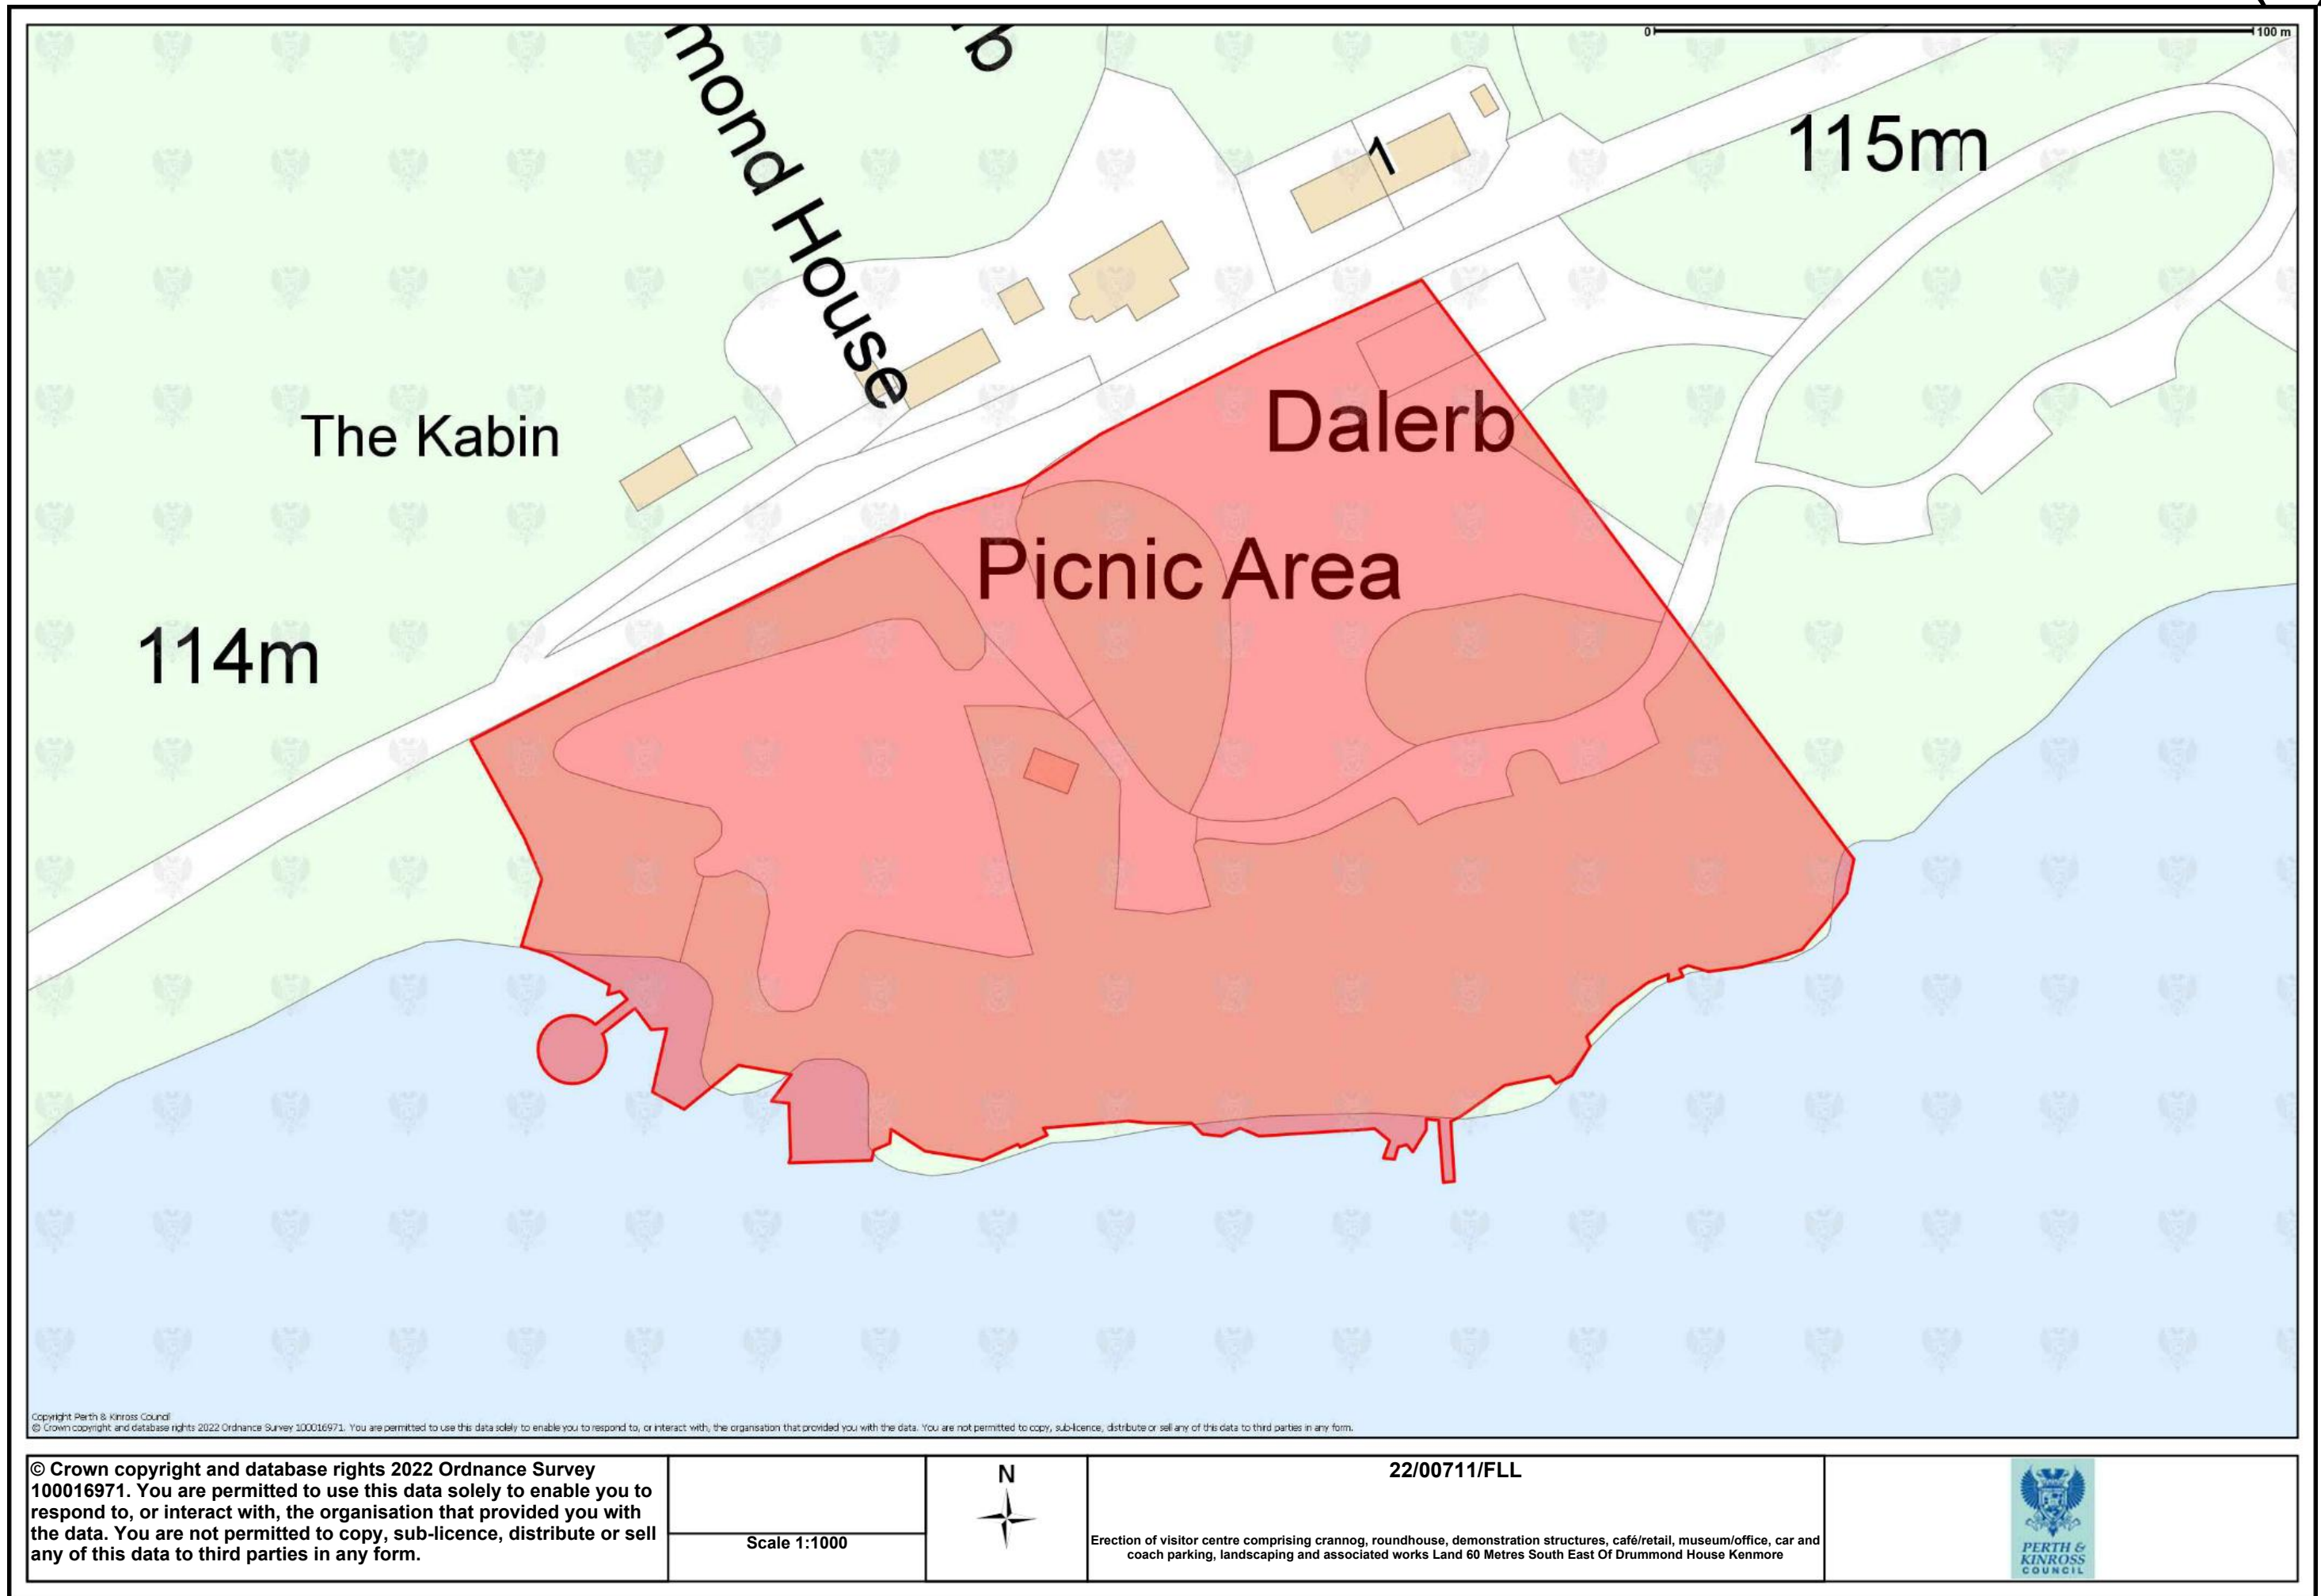 0
100 m
rb
mond House
1
115m
The Kabin
Dalerb
Picnic Area
114m
Copyright Perth & Kinross Council
© Crown copyright and database rights 2022 Ordnance Survey 100016971. You are permitted to use this data solely to enable you to respond to, or interact with, the organsation that provided you with the data. You are not permitted to copy, sub-licence, distribute or sell any of this data to third parties in any form.
© Crown copyright and database rights 2022 Ordnance Survey
100016971. You are permitted to use this data solely to enable you to
respond to, or interact with, the organisation that provided you with
the data. You are not permitted to copy, sub-licence, distribute or sell
any of this data to third parties in any form.
Scale 1:1000
N
22/00711/FLL
Erection of visitor centre comprising crannog, roundhouse, demonstration structures, café/retail, museum/office, car and
coach parking, landscaping and associated works Land 60 Metres South East Of Drummond House Kenmore
PERTH &
KINROSS
COUNCIL